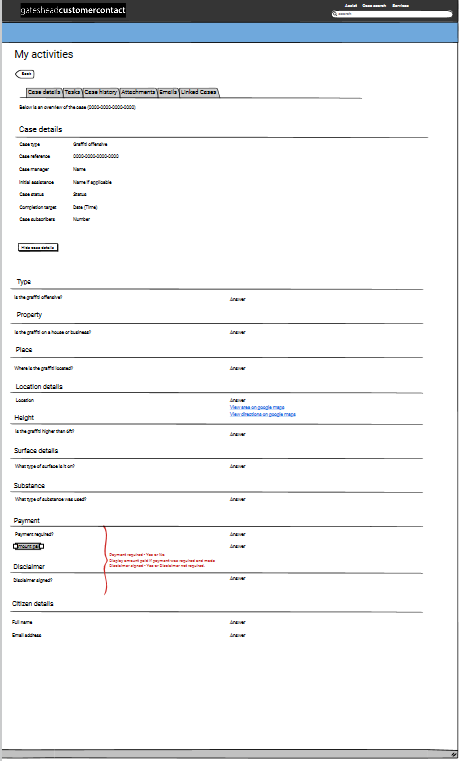 gatesheadcustomercontact
Assist Case search Services
search
My activities
Back
Case details Tasks Case history Attachments Emails Linked Cases
Below is an overview of the case (0000-0000-0000-0000)
Case details
Case type Graffiti offensive
Case reference 0000-0000-0000-0000
Case manager Name
Initial assistance Name if applicable
Case status Status
Completion target Date (Time)
Case subscribers Number
Hide case details
Type
Is the graffiti offensive? Answer
Property
Is the graffiti on a house or business? Answer
Place
Where is the graffiti located? Answer
Location details
Location Answer
View area on google maps
View directions on google maps
Height
Is the graffiti higher than 6ft? Answer
Surface details
What type of surface is it on? Answer
Substance
What type of substance was used? Answer
Payment
Payment required? Answer
Amount paid Answer
Payment required - Yes or No
Display amount paid if payment was required and made
Disclaimer signed - Yes or Disclaimer not required.
Disclaimer
Disclaimer signed? Answer
Citizen details
Full name Answer
Email address Answer